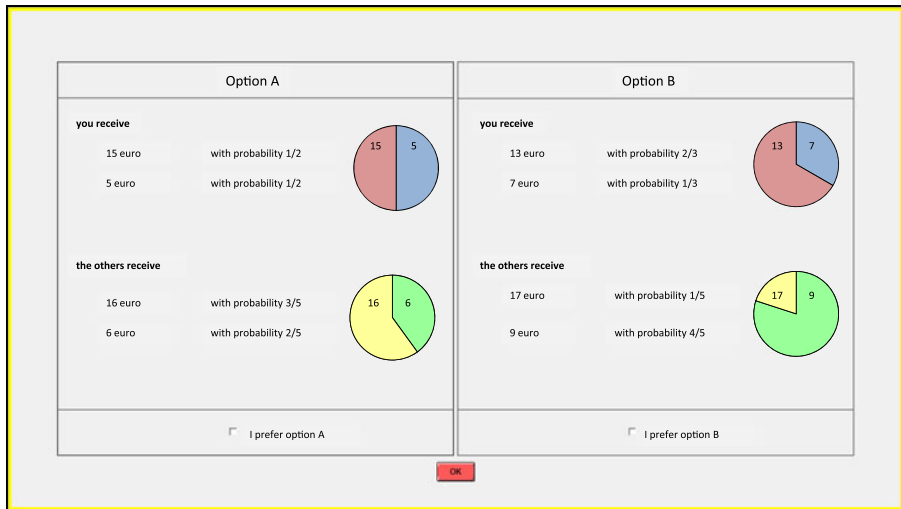 Option A
you receive
15 euro with probability 1/2
5 euro with probability 1/2
15 5
the others receive
16 euro with probability 3/5
6 euro with probability 2/5
16 6
I prefer option A
Option B
you receive
13 euro with probability 2/3
7 euro with probability 1/3
13 7
the others receive
17 euro with probability 1/5
9 euro with probability 4/5
17 9
I prefer option B
OK